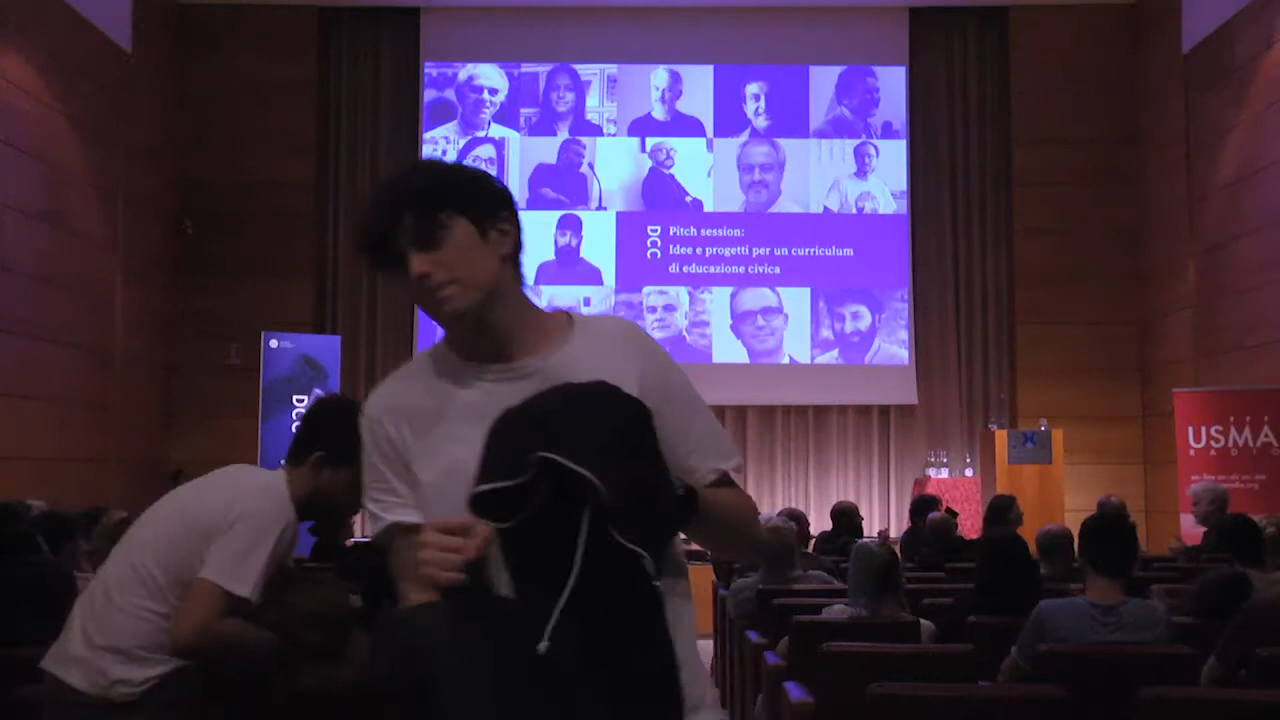 DCC
Pitch session:
Idee e progetti per un curriculum
di educazione civica
DCC
USMA
RADIO